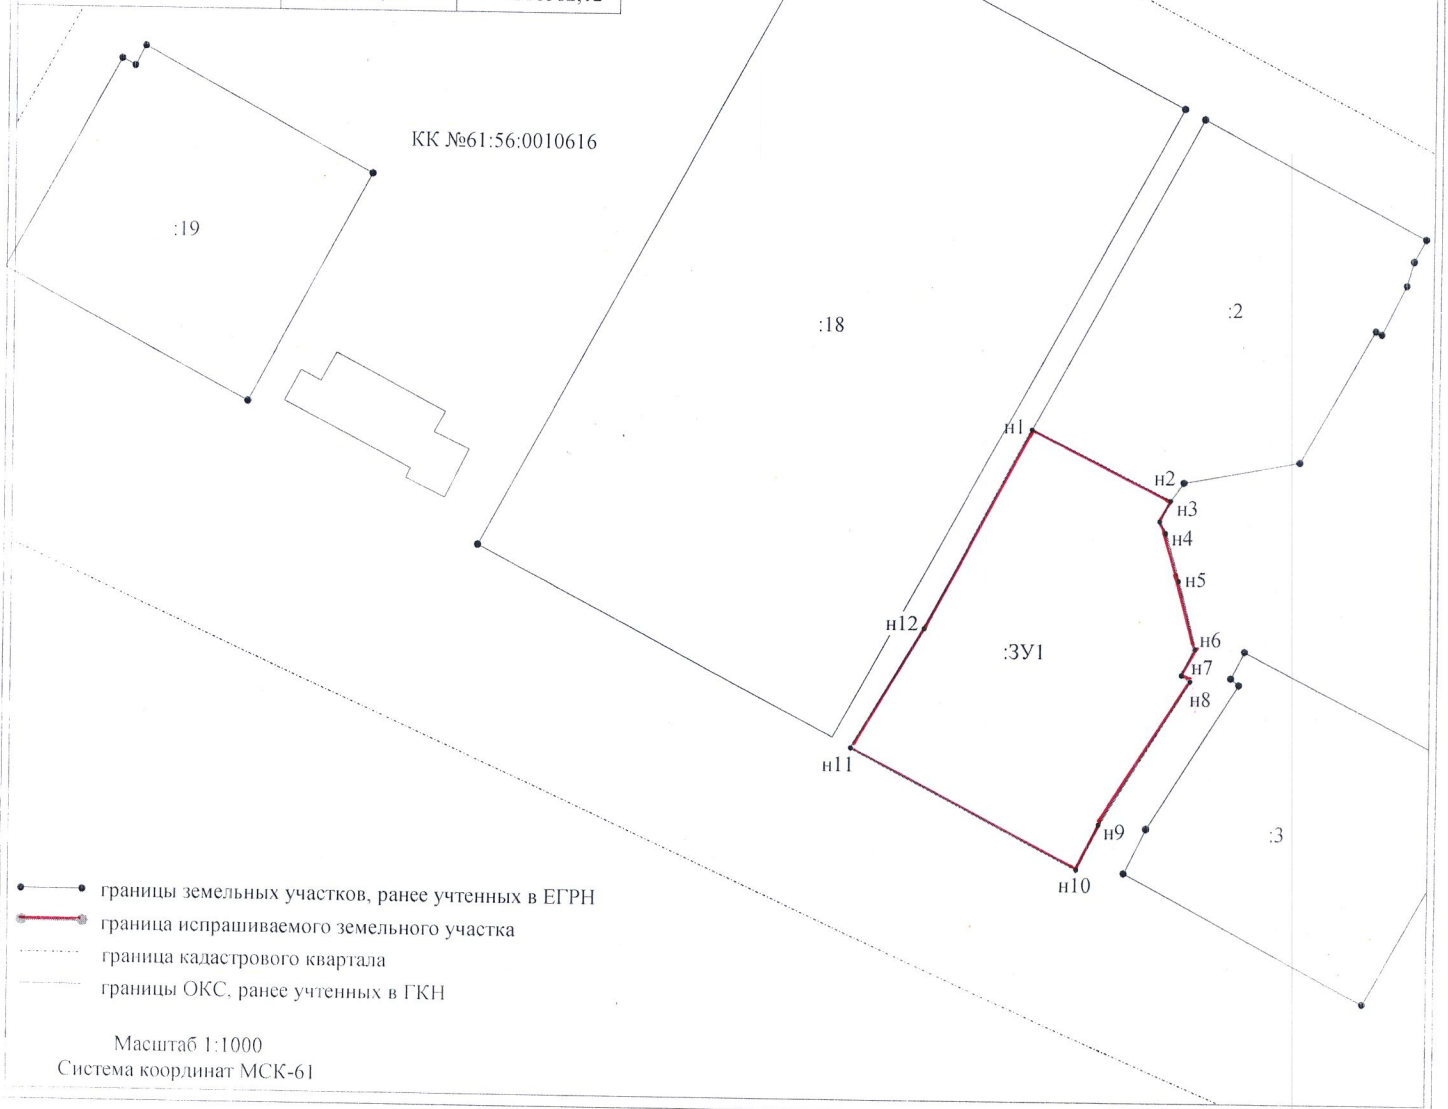 КК №61:56:0010616
:19
:18
:2
н1
н2
н3
н4
н5
н12
:ЗУ1
н6
н7
н8
н11
н9
:3
н10
границы земельных участков, ранее учтенных в ЕГРН
граница испрашиваемого земельного участка
граница кадастрового квартала
границы ОКС, ранее учтенных в ГКН
Масштаб 1:1000
Система координат МСК-61